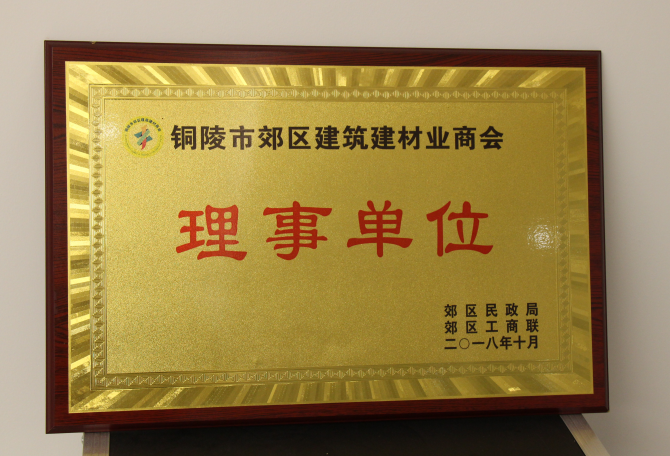 铜陵市郊区建筑建材业商会
理事单位
郊区民政局
郊区工商联
二〇一八年十月